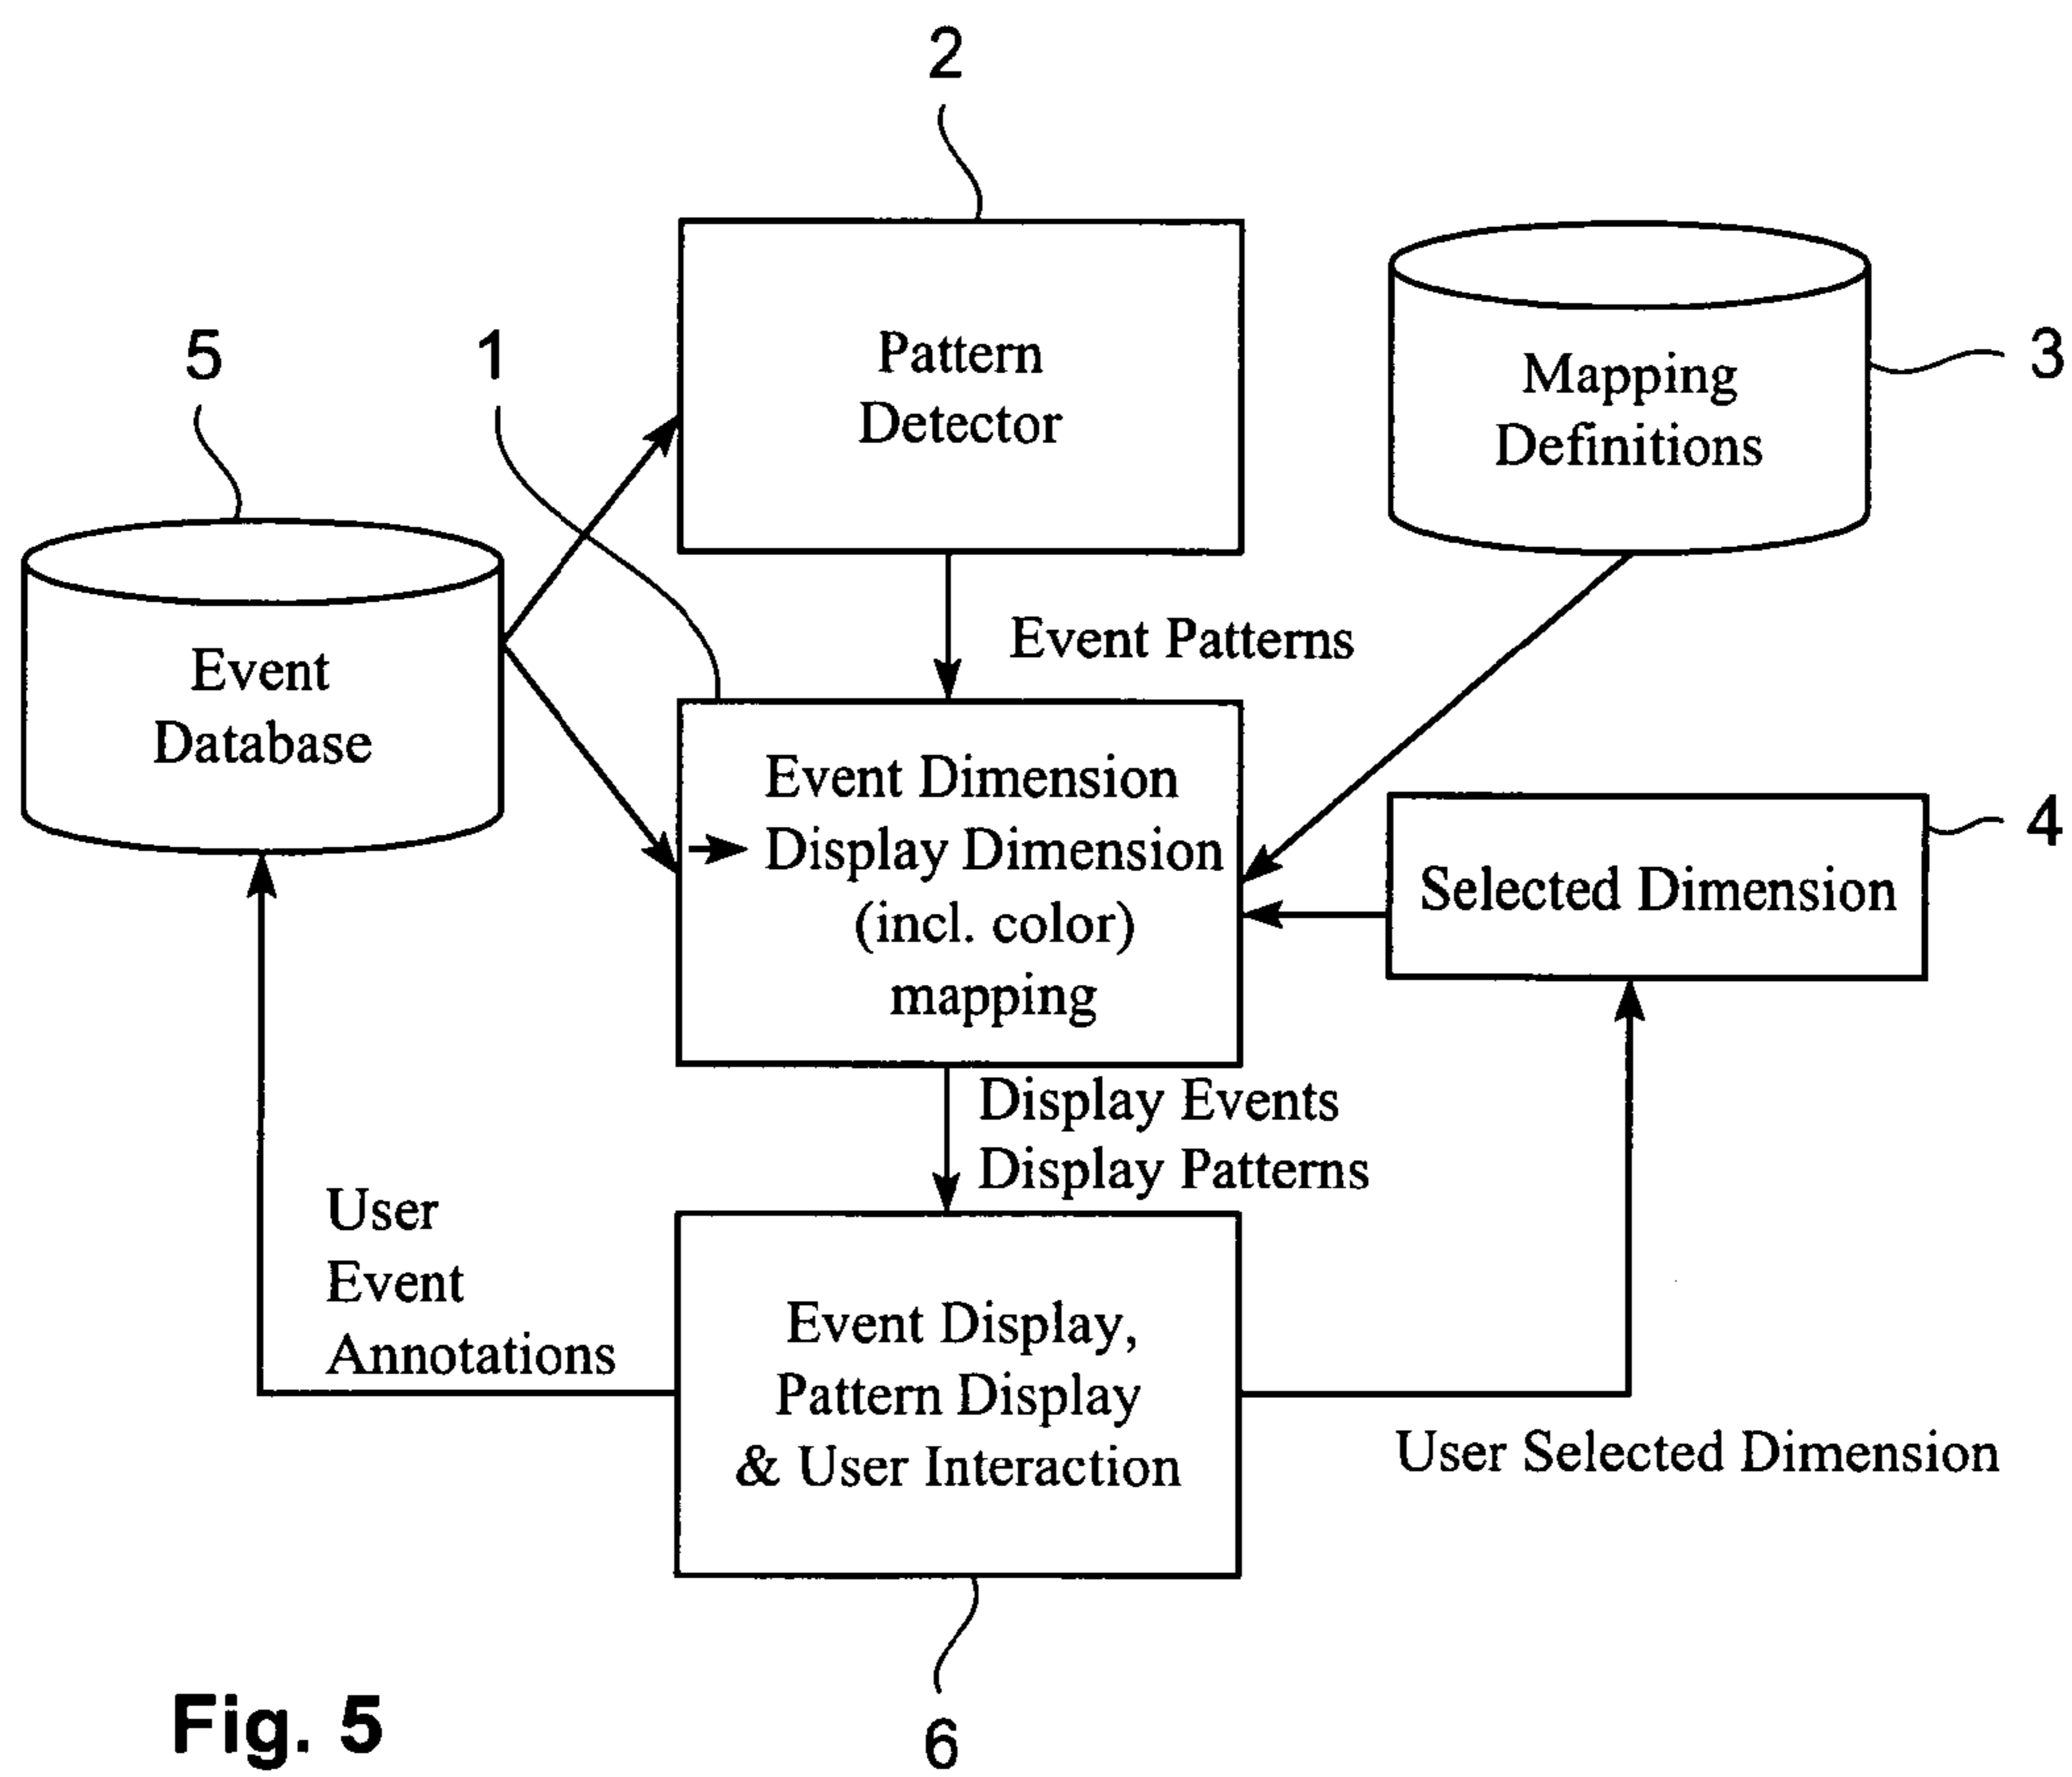 2
5
1
Pattern
Detector
Mapping
Definitions
3
Event
Database
Event Patterns
Event Dimension
→ Display Dimension
(incl. color)
mapping
4
Selected Dimension
Display Events
Display Patterns
User
Event
Annotations
Event Display,
Pattern Display
& User Interaction
User Selected Dimension
Fig. 5
6